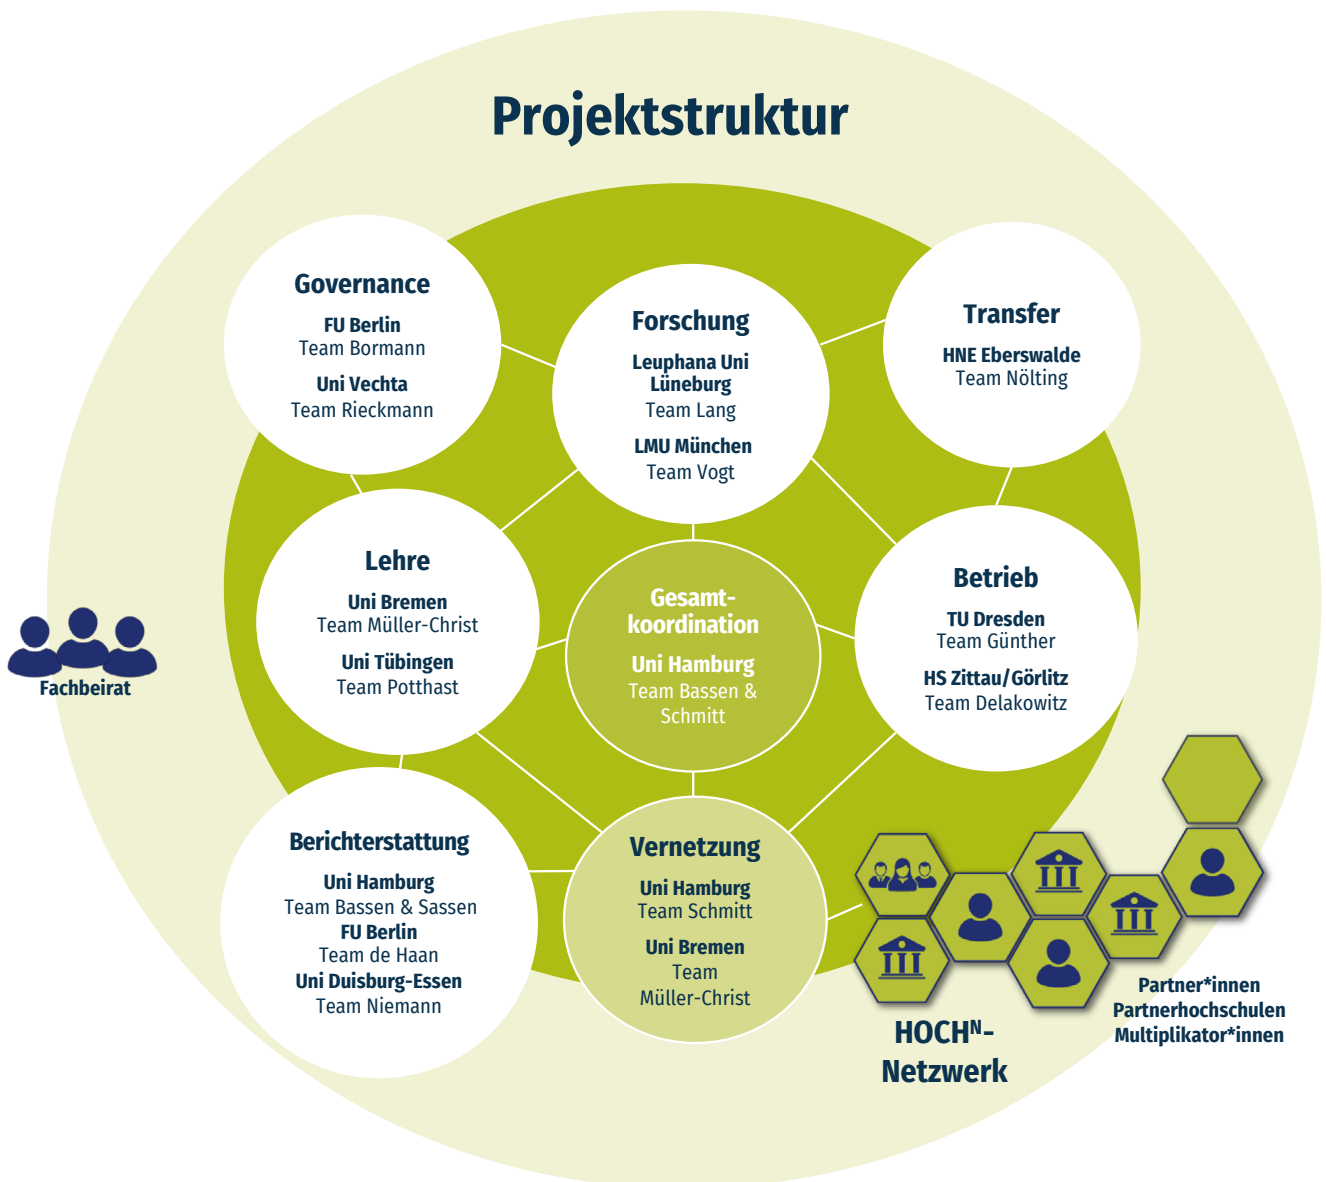 Projektstruktur
Governance
FU Berlin
Team Bormann
Uni Vechta
Team Rieckmann
Forschung
Leuphana Uni
Lüneburg
Team Lang
LMU München
Team Vogt
Transfer
HNE Eberswalde
Team Nölting
Lehre
Uni Bremen
Team Müller-Christ
Uni Tübingen
Team Potthast
Gesamt-
koordination
Uni Hamburg
Team Bassen &
Schmitt
Betrieb
TU Dresden
Team Günther
HS Zittau/Görlitz
Team Delakowitz
Fachbeirat
Berichterstattung
Uni Hamburg
Team Bassen & Sassen
FU Berlin
Team de Haan
Uni Duisburg-Essen
Team Niemann
Vernetzung
Uni Hamburg
Team Schmitt
Uni Bremen
Team
Müller-Christ
HOCHᴺ-
Netzwerk
Partner*innen
Partnerhochschulen
Multiplikator*innen